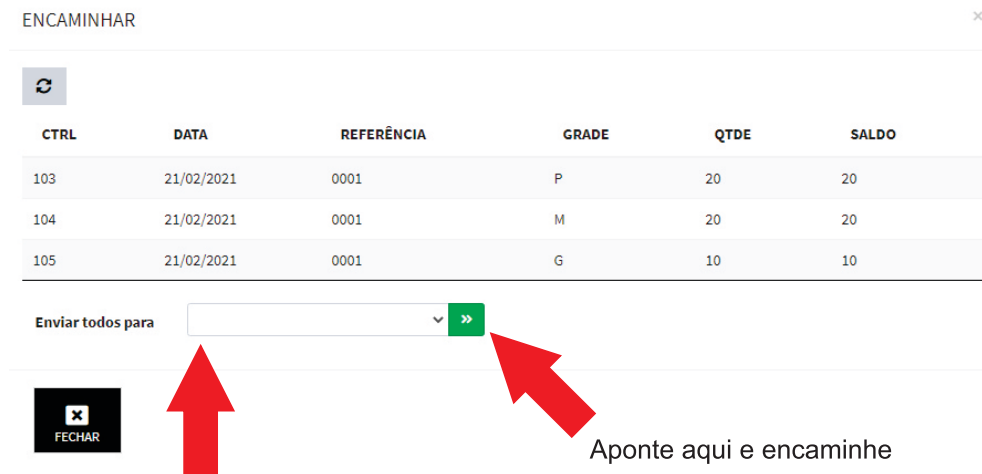 ENCAMINHAR ×
CTRL DATA REFERÊNCIA GRADE QTDE SALDO
103 21/02/2021 0001 P 20 20
104 21/02/2021 0001 M 20 20
105 21/02/2021 0001 G 10 10
Enviar todos para »
FECHAR
Aponte aqui e encaminhe